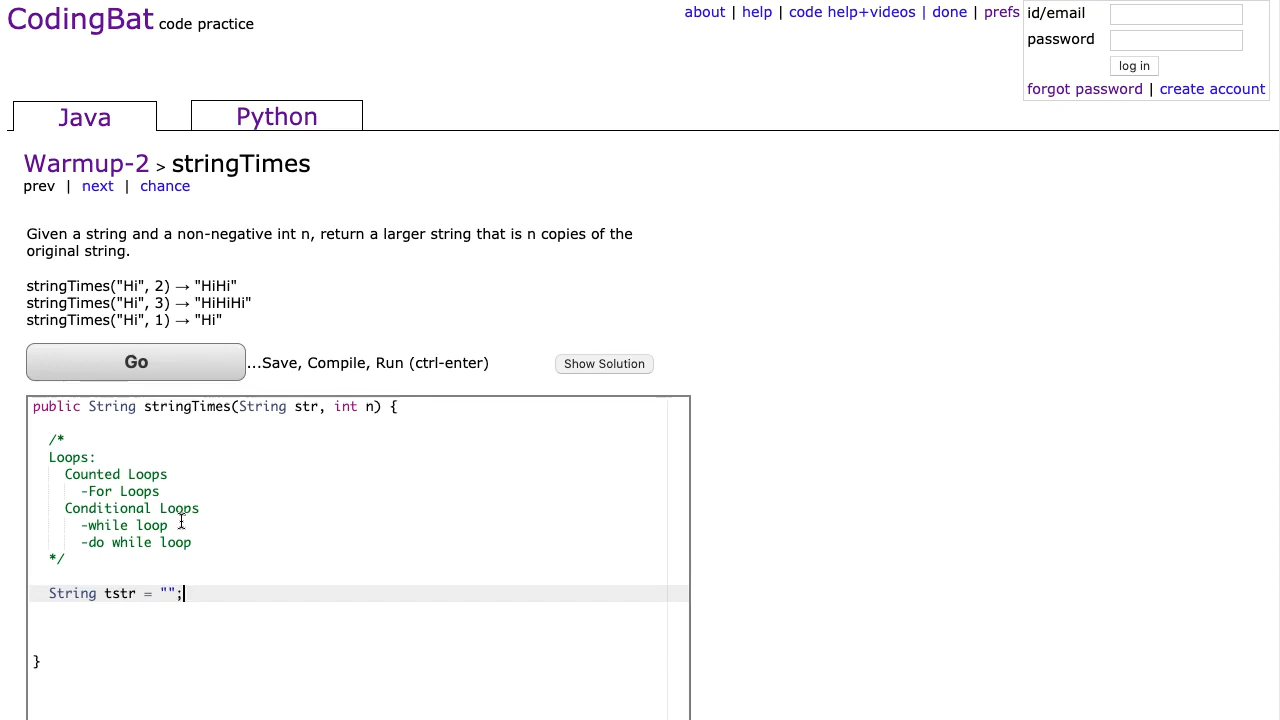 CodingBat code practice
about | help | code help+videos | done | prefs
id/email
password
log in
forgot password | create account
Java
Python
Warmup-2 > stringTimes
prev | next | chance
Given a string and a non-negative int n, return a larger string that is n copies of the
original string.
stringTimes("Hi", 2) → "HiHi"
stringTimes("Hi", 3) → "HiHiHi"
stringTimes("Hi", 1) → "Hi"
Go
...Save, Compile, Run (ctrl-enter)
Show Solution
public String stringTimes(String str, int n) {
/*
Loops:
Counted Loops
-For Loops
Conditional Loops
-while loop
-do while loop
*/
String tstr = "";
}